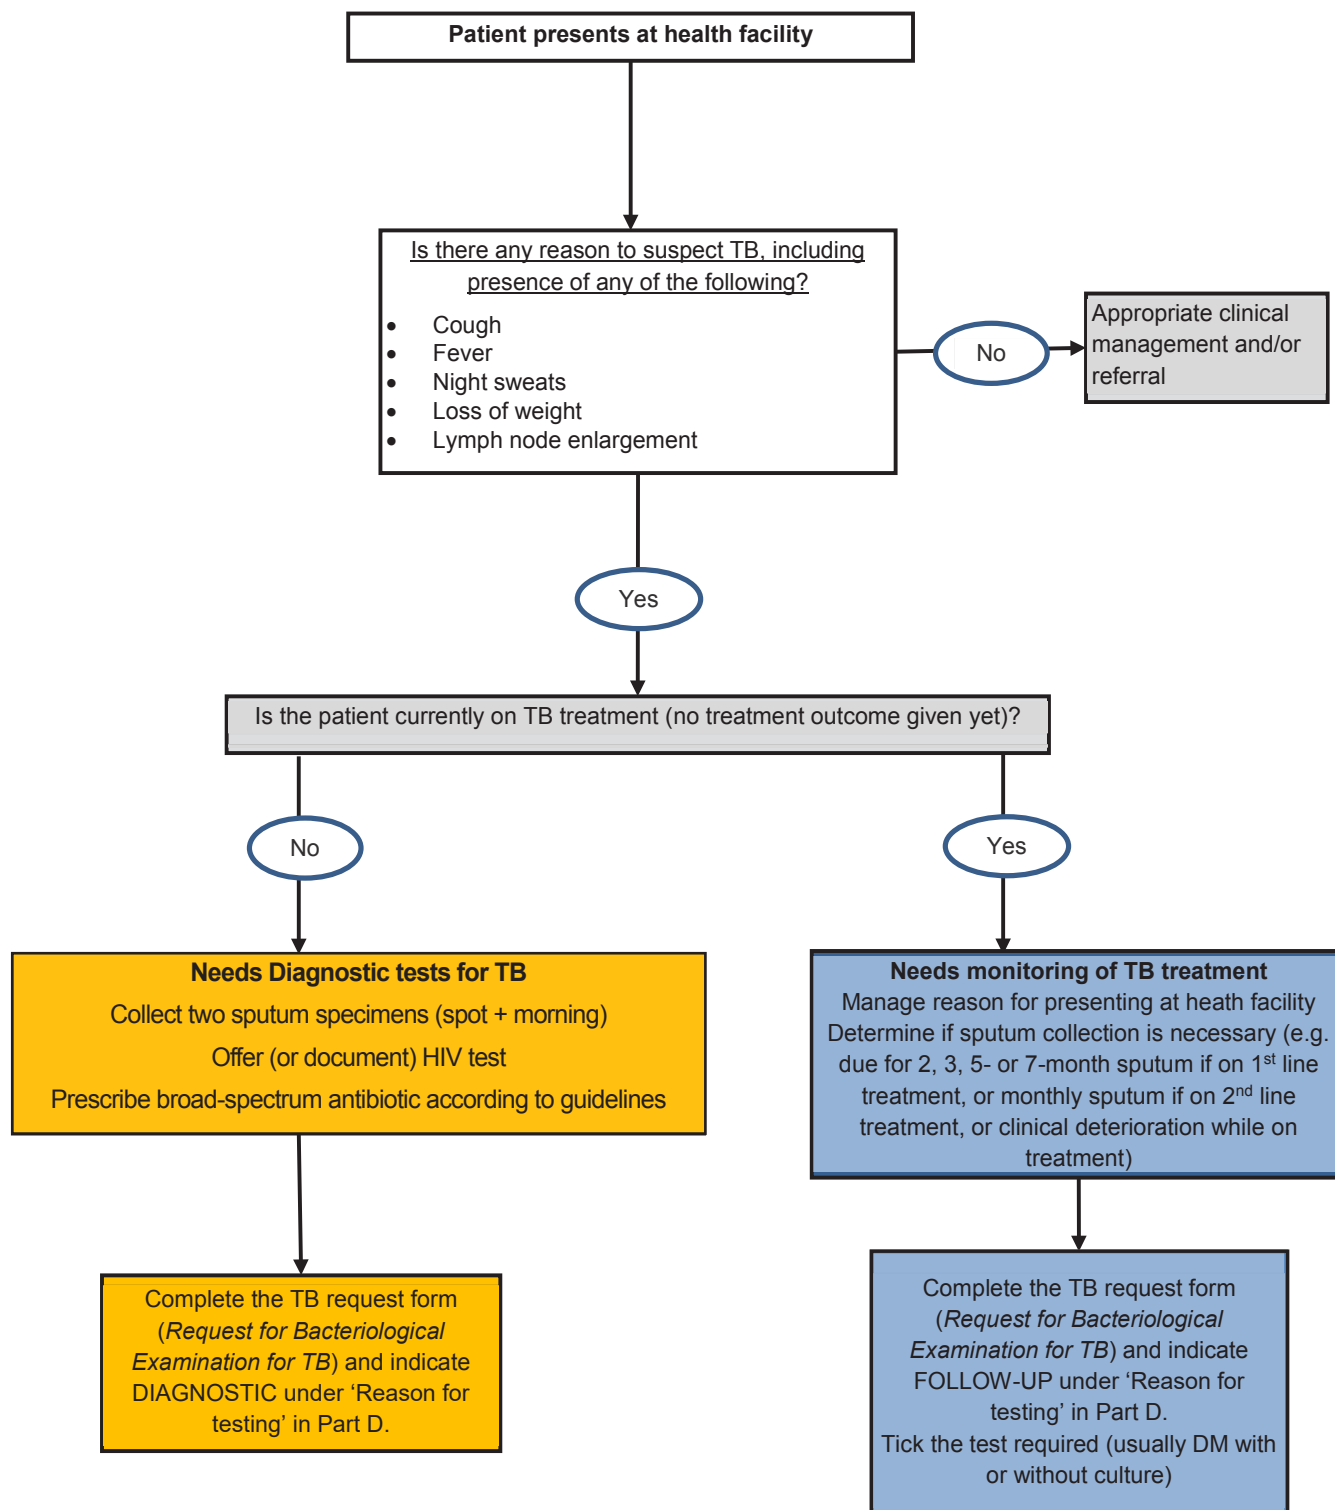 Patient presents at health facility
Is there any reason to suspect TB, including
presence of any of the following?
• Cough
• Fever
• Night sweats
• Loss of weight
• Lymph node enlargement
No
Appropriate clinical
management and/or
referral
Yes
Is the patient currently on TB treatment (no treatment outcome given yet)?
No
Yes
Needs Diagnostic tests for TB
Collect two sputum specimens (spot + morning)
Offer (or document) HIV test
Prescribe broad-spectrum antibiotic according to guidelines
Needs monitoring of TB treatment
Manage reason for presenting at heath facility
Determine if sputum collection is necessary (e.g.
due for 2, 3, 5- or 7-month sputum if on 1st line
treatment, or monthly sputum if on 2nd line
treatment, or clinical deterioration while on
treatment)
Complete the TB request form
(Request for Bacteriological
Examination for TB) and indicate
DIAGNOSTIC under ‘Reason for
testing’ in Part D.
Complete the TB request form
(Request for Bacteriological
Examination for TB) and indicate
FOLLOW-UP under ‘Reason for
testing’ in Part D.
Tick the test required (usually DM with
or without culture)